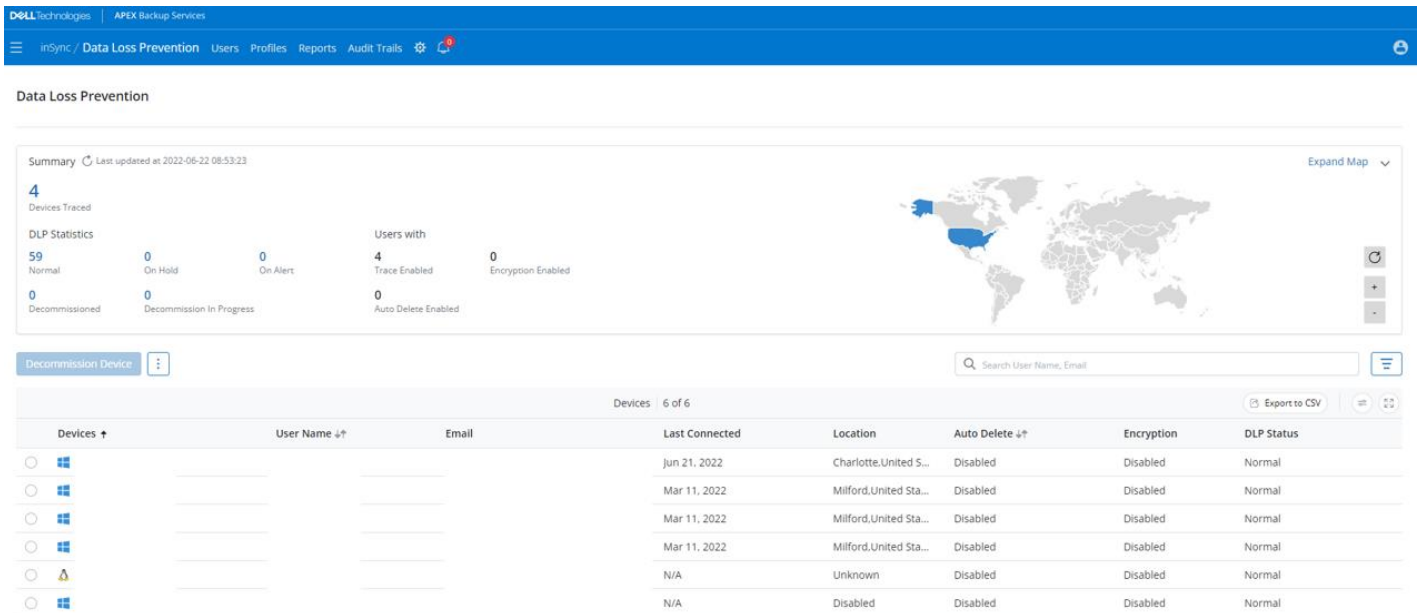 DELLTechnologies APEX Backup Services
inSync / Data Loss Prevention Users Profiles Reports Audit Trails 0
Data Loss Prevention
Summary Last updated at 2022-06-22 08:53:23 Expand Map
4
Devices Traced
DLP Statistics Users with
59 0 0 4 0
Normal On Hold On Alert Trace Enabled Encryption Enabled
0 0 0
Decommissioned Decommission In Progress Auto Delete Enabled
+
-
Decommission Device Search User Name, Email
Devices 6 of 6 Export to CSV
Devices User Name Email Last Connected Location Auto Delete Encryption DLP Status
Jun 21, 2022 Charlotte,United S... Disabled Disabled Normal
Mar 11, 2022 Milford,United Sta... Disabled Disabled Normal
Mar 11, 2022 Milford,United Sta... Disabled Disabled Normal
Mar 11, 2022 Milford,United Sta... Disabled Disabled Normal
N/A Unknown Disabled Disabled Normal
N/A Disabled Disabled Disabled Normal